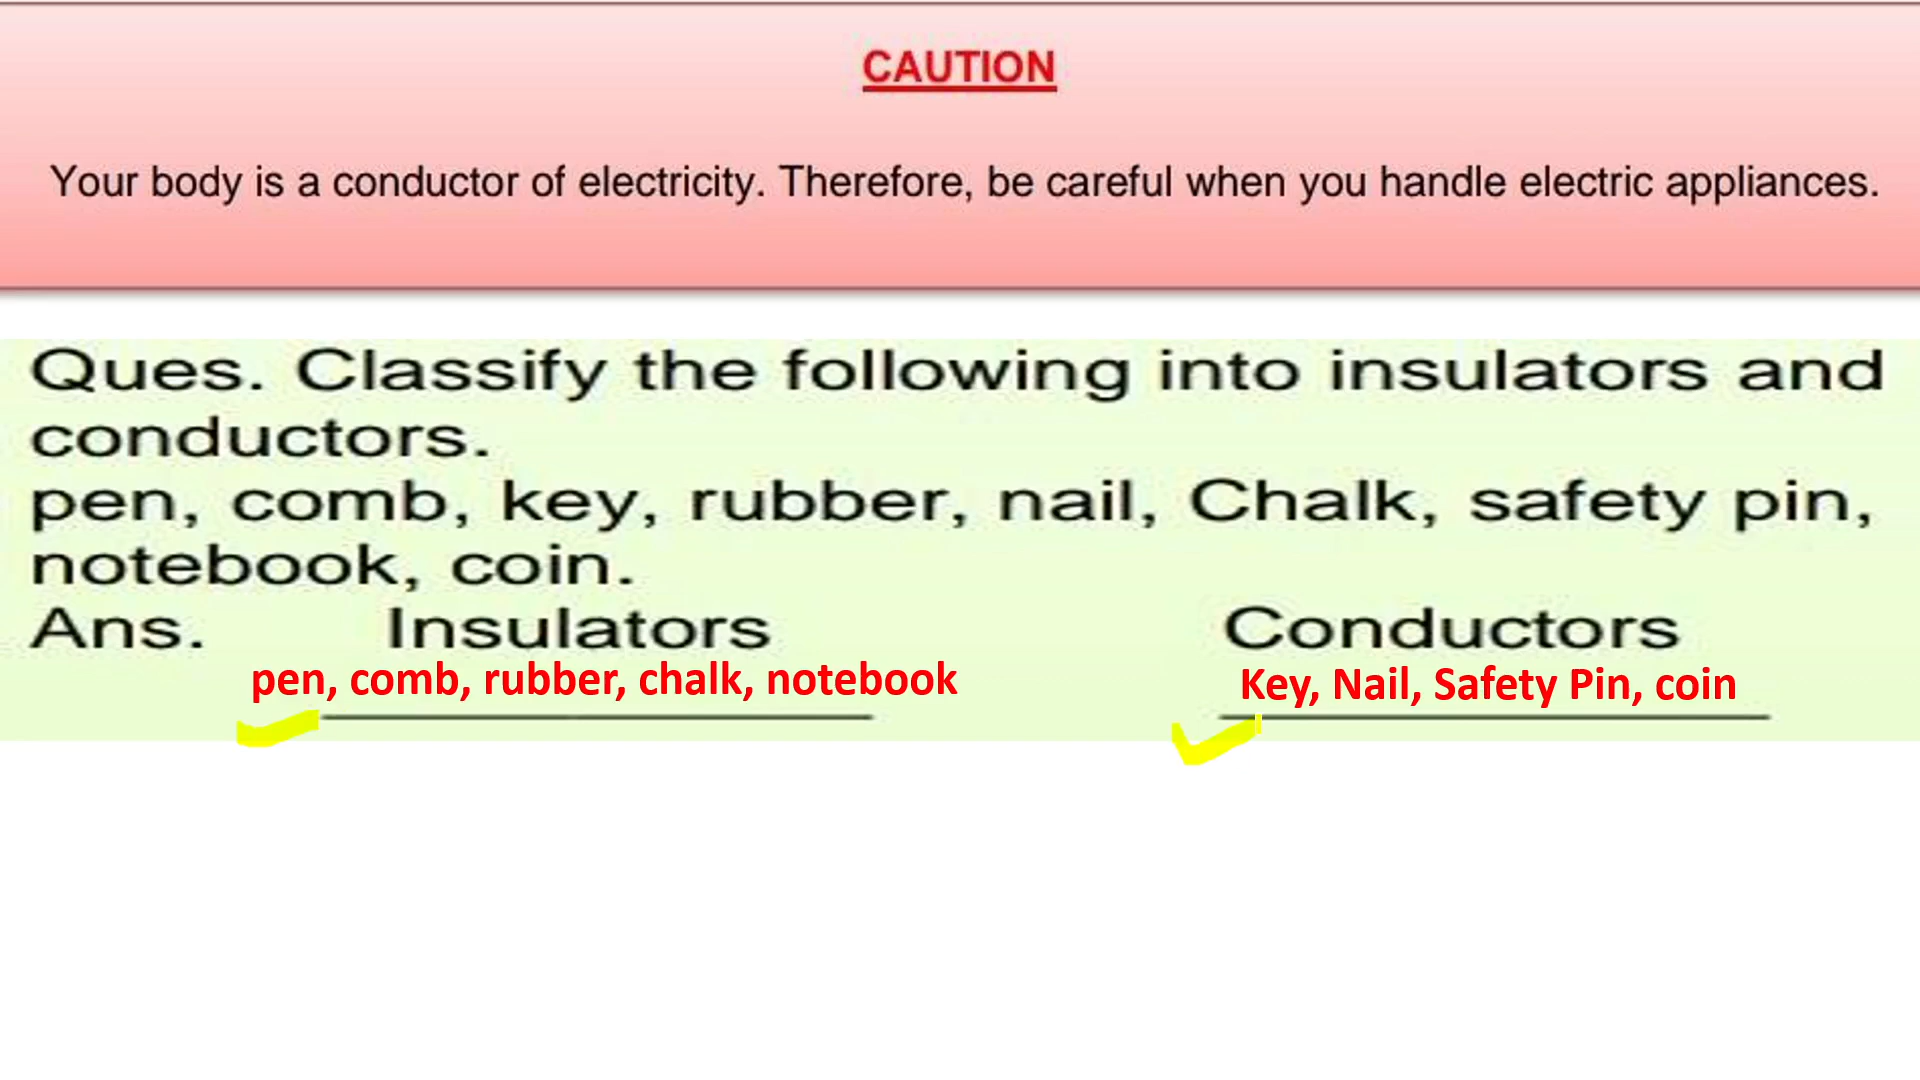 CAUTION
Your body is a conductor of electricity. Therefore, be careful when you handle electric appliances.
Ques. Classify the following into insulators and
conductors.
pen, comb, key, rubber, nail, Chalk, safety pin,
notebook, coin.
Ans. Insulators Conductors
pen, comb, rubber, chalk, notebook Key, Nail, Safety Pin, coin